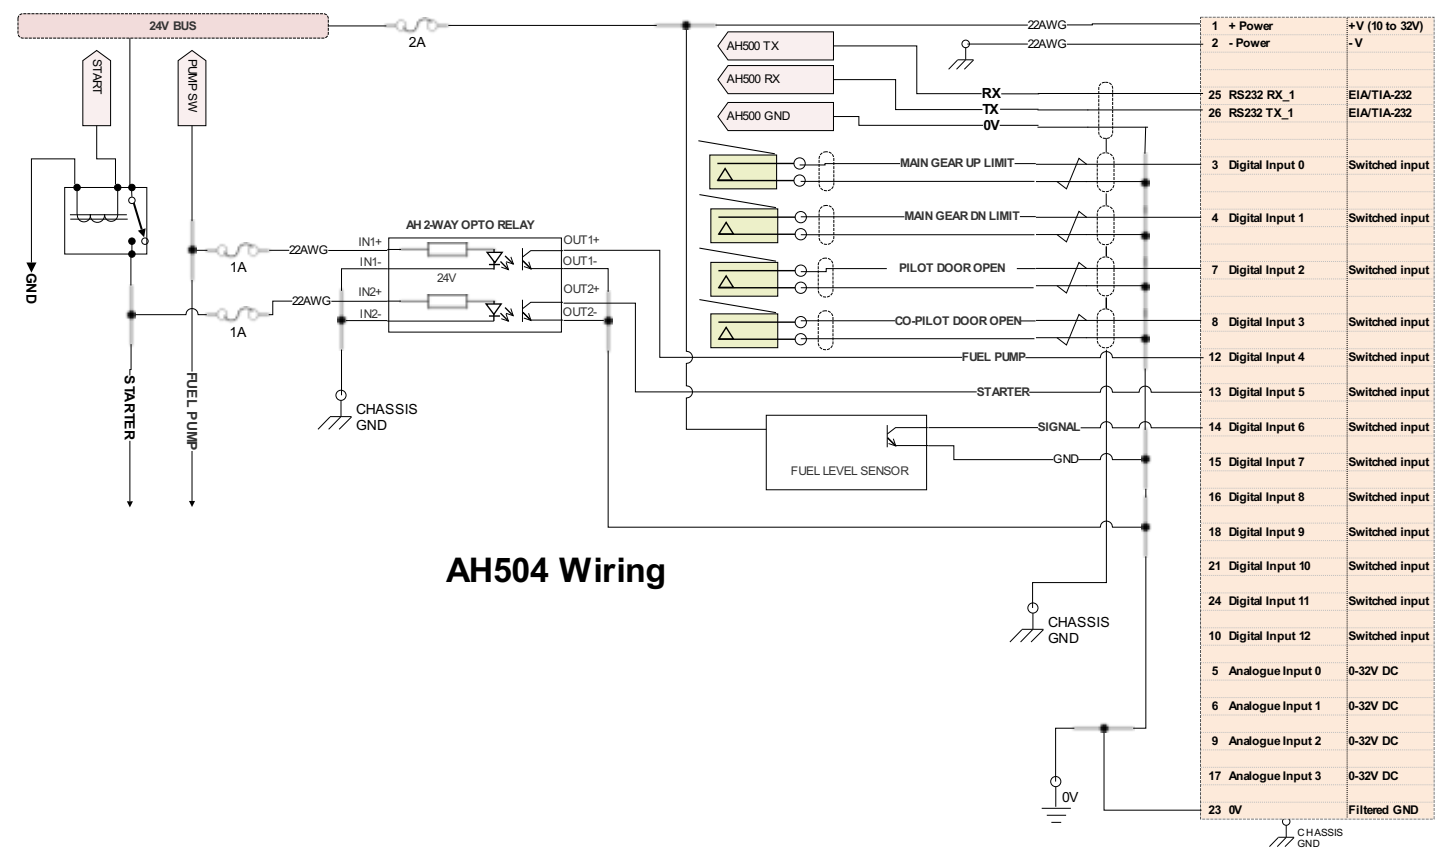 24V BUS
2A
START
PUMP SW
GND
1A
22AWG
1A
22AWG
STARTER
FUEL PUMP
AH 2-WAY OPTO RELAY
IN1+
OUT1+
IN1-
OUT1-
24V
IN2+
OUT2+
IN2-
OUT2-
CHASSIS
GND
AH500 TX
AH500 RX
AH500 GND
22AWG
22AWG
RX
TX
0V
MAIN GEAR UP LIMIT
MAIN GEAR DN LIMIT
PILOT DOOR OPEN
CO-PILOT DOOR OPEN
FUEL PUMP
STARTER
SIGNAL
GND
FUEL LEVEL SENSOR
AH504 Wiring
CHASSIS
GND
0V
1 + Power +V (10 to 32V)
2 - Power - V
25 RS232 RX_1 EIA/TIA-232
26 RS232 TX_1 EIA/TIA-232
3 Digital Input 0 Switched input
4 Digital Input 1 Switched input
7 Digital Input 2 Switched input
8 Digital Input 3 Switched input
12 Digital Input 4 Switched input
13 Digital Input 5 Switched input
14 Digital Input 6 Switched input
15 Digital Input 7 Switched input
16 Digital Input 8 Switched input
18 Digital Input 9 Switched input
21 Digital Input 10 Switched input
24 Digital Input 11 Switched input
10 Digital Input 12 Switched input
5 Analogue Input 0 0-32V DC
6 Analogue Input 1 0-32V DC
9 Analogue Input 2 0-32V DC
17 Analogue Input 3 0-32V DC
23 0V Filtered GND
CHASSIS
GND